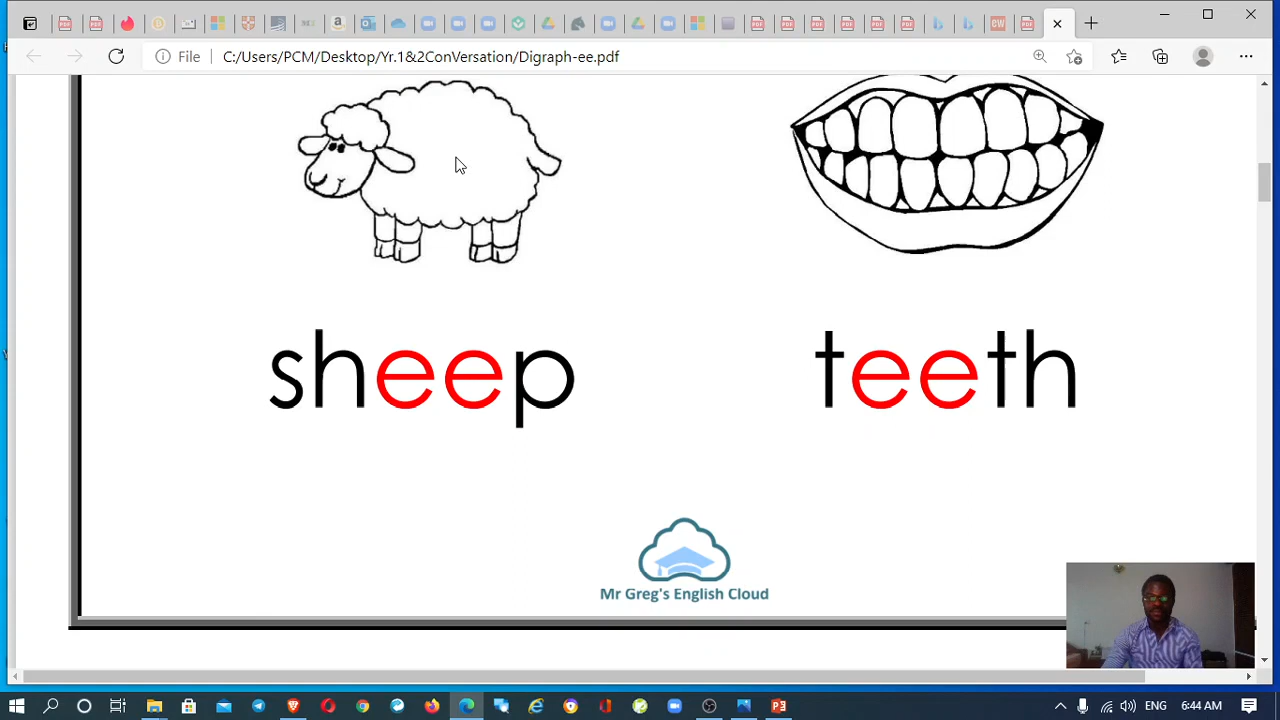 File
C:/Users/PCM/Desktop/Yr.1&2ConVersation/Digraph-ee.pdf
sheep
teeth
Mr Greg's English Cloud
ENG
6:44 AM